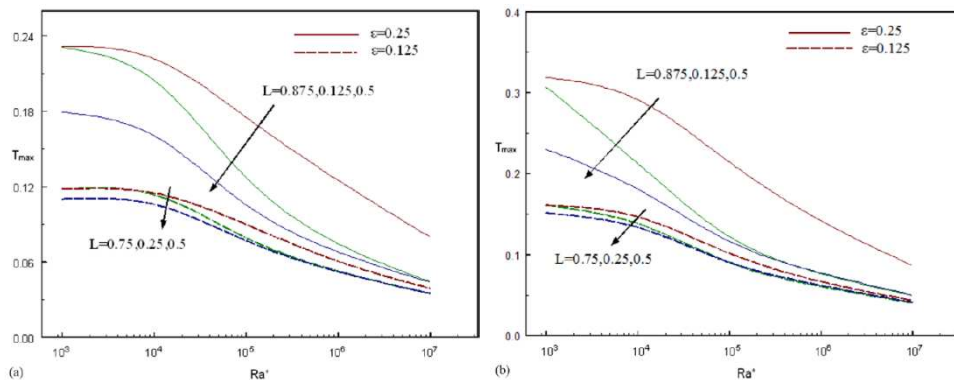 0.24
0.18
Tmax
0.12
0.06
0.00
ε=0.25
ε=0.125
L=0.875,0.125,0.5
L=0.75,0.25,0.5
10³ 10⁴ 10⁵ 10⁶ 10⁷
(a)
Ra*
0.4
0.3
Tmax
0.2
0.1
0.0
ε=0.25
ε=0.125
L=0.875,0.125,0.5
L=0.75,0.25,0.5
10³ 10⁴ 10⁵ 10⁶ 10⁷
(b)
Ra*